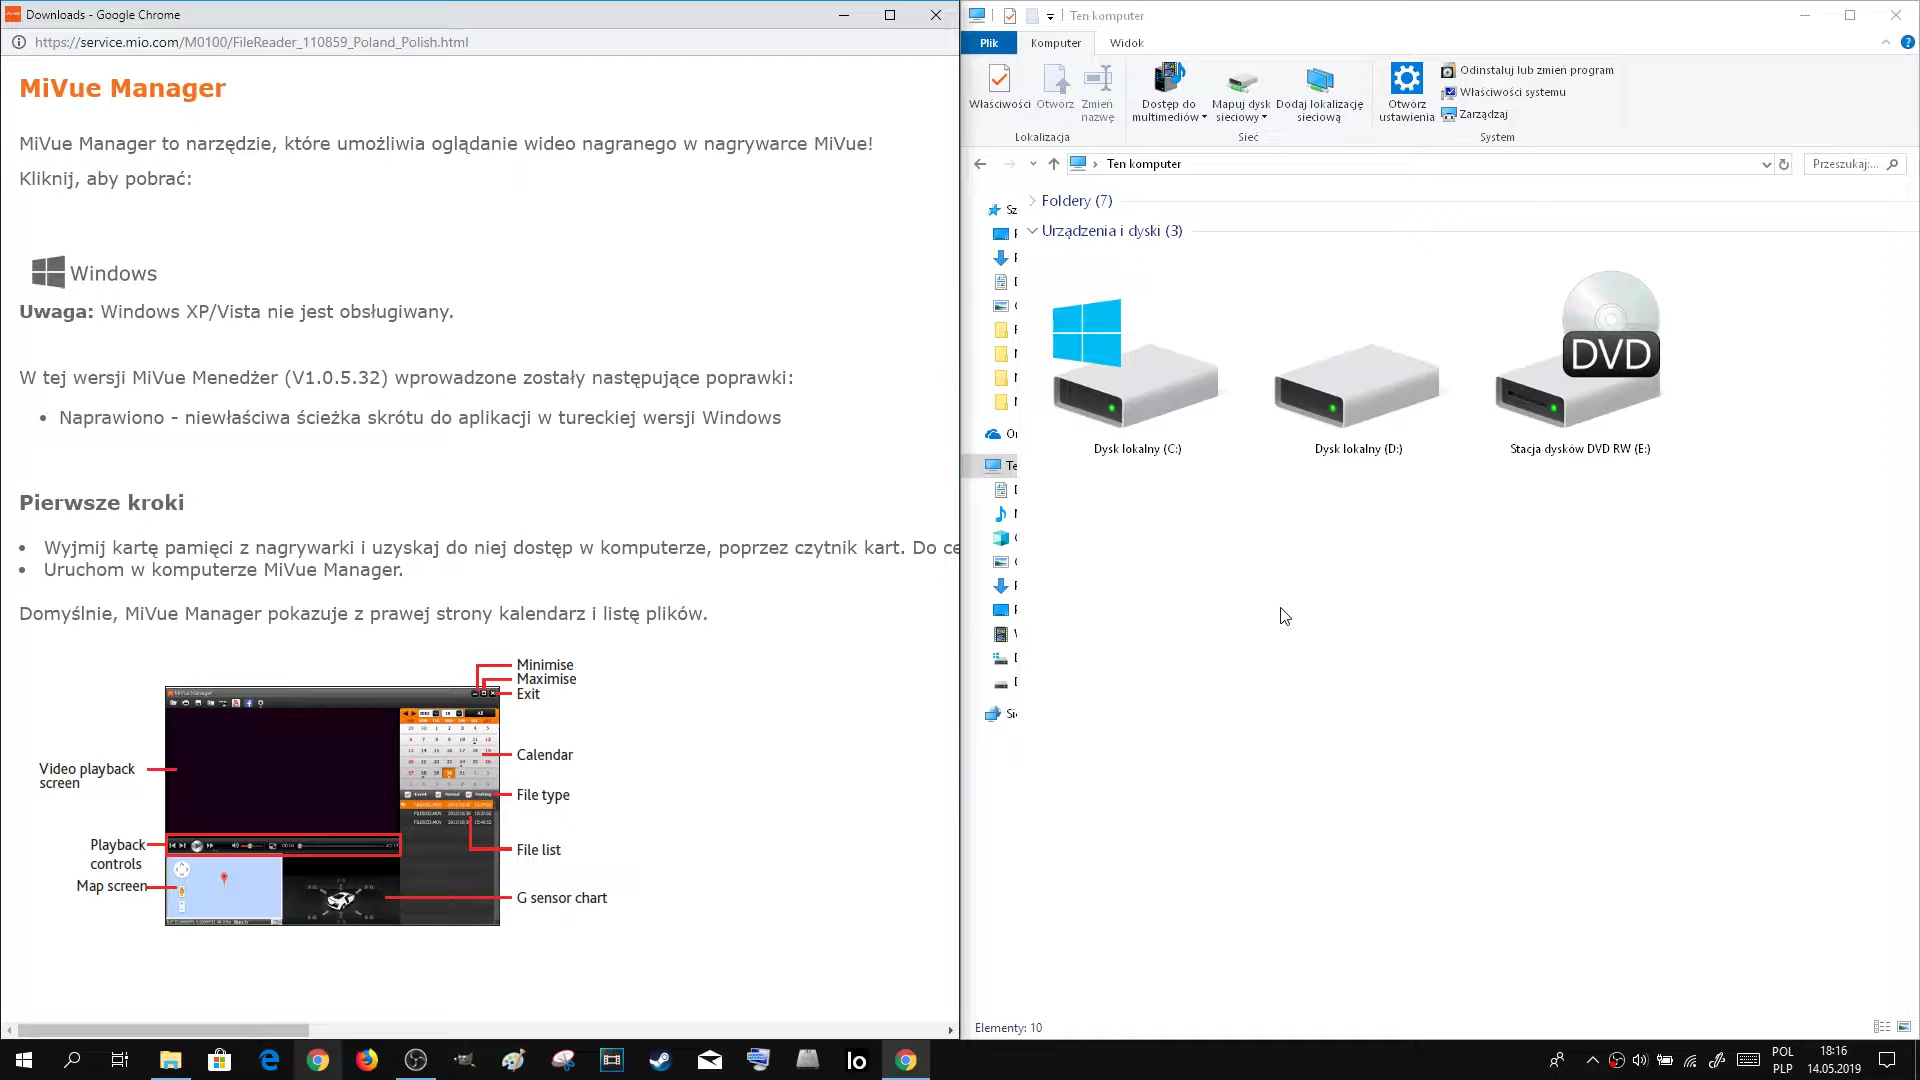 Downloads - Google Chrome
https://service.mio.com/M0100/FileReader_110859_Poland_Polish.html
MiVue Manager
MiVue Manager to narzędzie, które umożliwia oglądanie wideo nagranego w nagrywarce MiVue!
Kliknij, aby pobrać:
Windows
Uwaga: Windows XP/Vista nie jest obsługiwany.
W tej wersji MiVue Menedżer (V1.0.5.32) wprowadzone zostały następujące poprawki:
• Naprawiono - niewłaściwa ścieżka skrótu do aplikacji w tureckiej wersji Windows
Pierwsze kroki
• Wyjmij kartę pamięci z nagrywarki i uzyskaj do niej dostęp w komputerze, poprzez czytnik kart. Do ce
• Uruchom w komputerze MiVue Manager.
Domyślnie, MiVue Manager pokazuje z prawej strony kalendarz i listę plików.
Minimise
Maximise
Exit
MiVue Manager
Calendar
Video playback
screen
File type
Playback
controls
File list
Map screen
G sensor chart
Ten komputer
Plik
Komputer
Widok
Właściwości
Otwórz
Zmień
nazwę
Lokalizacja
Dostęp do
multimediów
Mapuj dysk
sieciowy
Dodaj lokalizację
sieciową
Sieć
Otwórz
ustawienia
Odinstaluj lub zmień program
Właściwości systemu
Zarządzaj
System
Ten komputer
Przeszukaj:...
Foldery (7)
Urządzenia i dyski (3)
DVD
Dysk lokalny (C:)
Dysk lokalny (D:)
Stacja dysków DVD RW (E:)
Sz
Te
Elementy: 10
lo
POL
PLP
18:16
14.05.2019